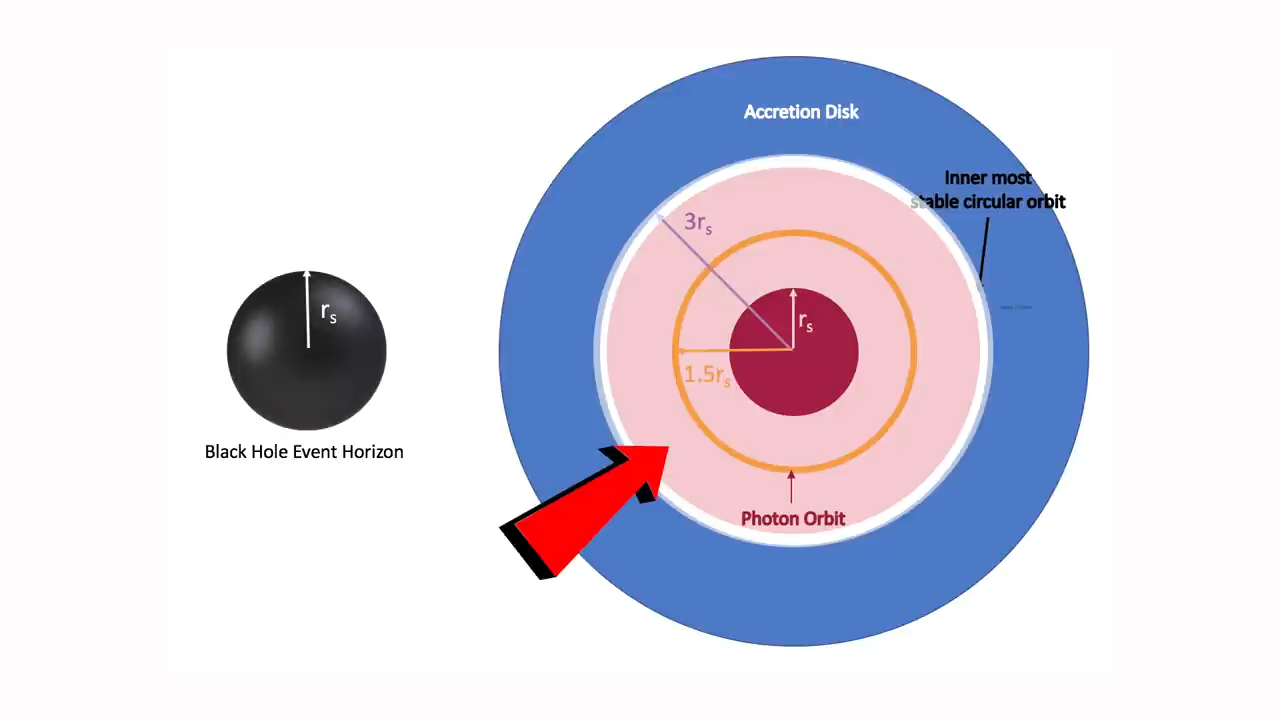 Accretion Disk
Inner most
stable circular orbit
3rs
rs
rs
1.5rs
Black Hole Event Horizon
Photon Orbit